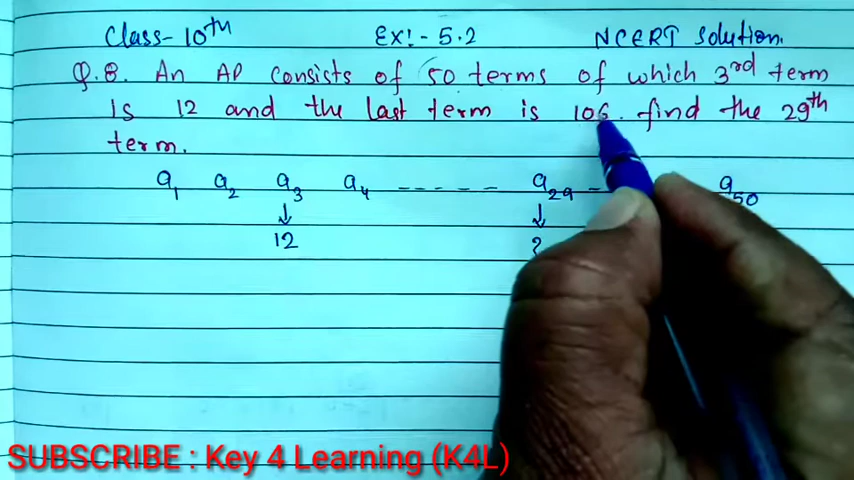 Class- 10th Ex!- 5.2 NCERT Solution.
Q.8. An AP consists of 50 terms of which 3rd term
is 12 and the last term is 106. find the 29th
term.
a1 a2 a3 a4 ----- a29 - a50
↓ ↓
12 ?
SUBSCRIBE : Key 4 Learning (K4L)